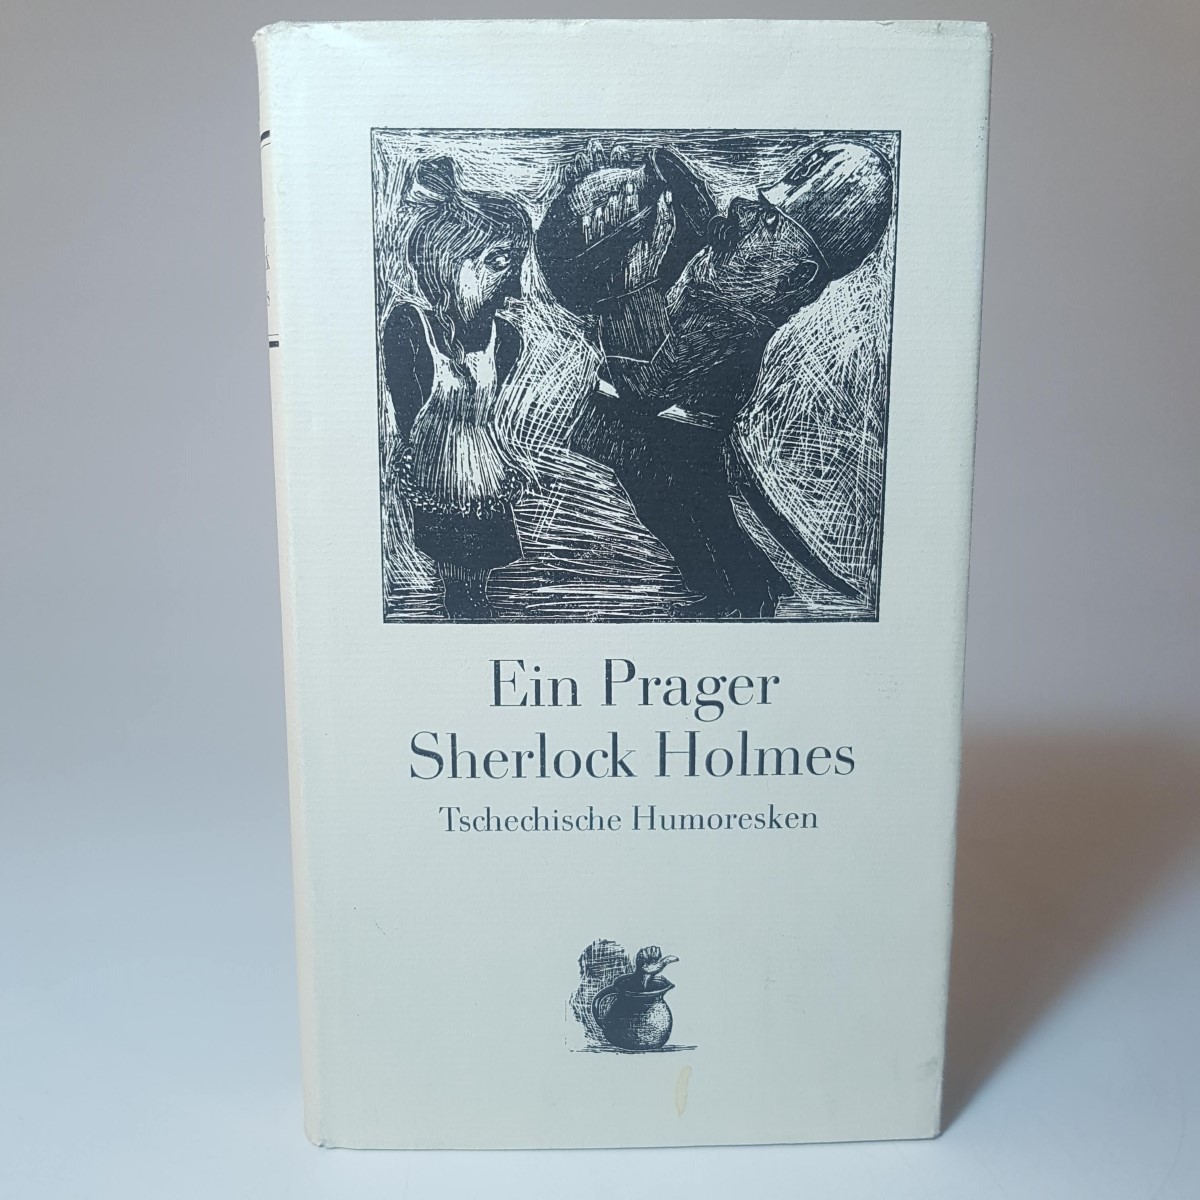 Ein Prager
Sherlock Holmes
Tschechische Humoresken